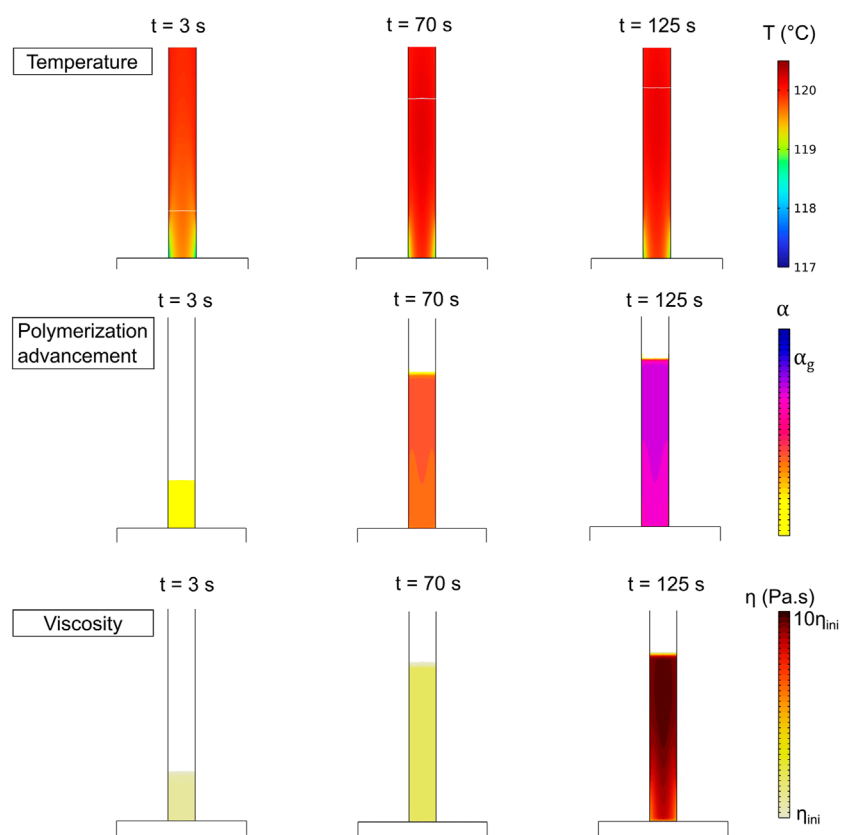 t = 3 s
t = 70 s
t = 125 s
T (°C)
Temperature
120
119
118
117
t = 3 s
t = 70 s
t = 125 s
α
Polymerization
advancement
αg
t = 3 s
t = 70 s
t = 125 s
η (Pa.s)
Viscosity
10ηini
ηini